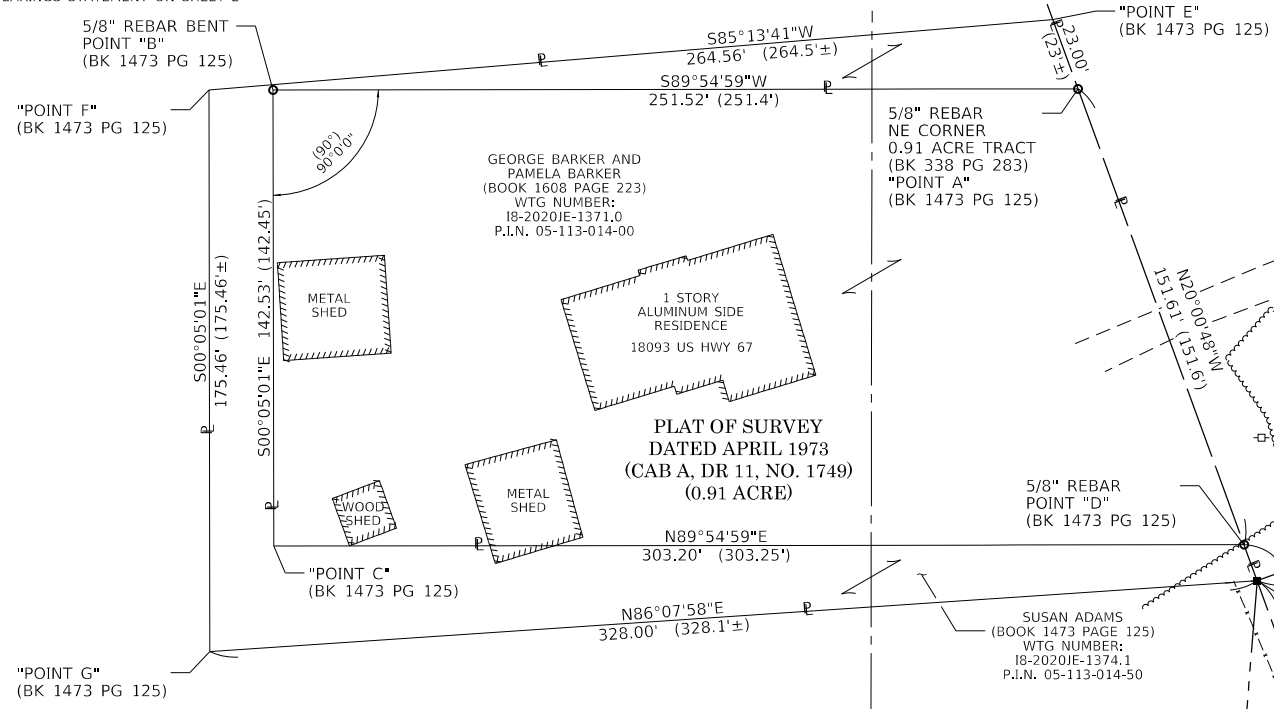 5/8" REBAR BENT
POINT "B"
(BK 1473 PG 125)
"POINT E"
(BK 1473 PG 125)
S85°13'41"W
264.56' (264.5'±)
23.00'
(23'±)
S89°54'59"W
251.52' (251.4')
"POINT F"
(BK 1473 PG 125)
5/8" REBAR
NE CORNER
0.91 ACRE TRACT
(BK 338 PG 283)
"POINT A"
(BK 1473 PG 125)
(90°)
90°0'0"
GEORGE BARKER AND
PAMELA BARKER
(BOOK 1608 PAGE 223)
WTG NUMBER:
I8-2020JE-1371.0
P.I.N. 05-113-014-00
S00°05'01"E
175.46' (175.46'±)
S00°05'01"E 142.53' (142.45')
METAL
SHED
1 STORY
ALUMINUM SIDE
RESIDENCE
18093 US HWY 67
N20°00'48"W
151.61' (151.6')
PLAT OF SURVEY
DATED APRIL 1973
(CAB A, DR 11, NO. 1749)
(0.91 ACRE)
METAL
SHED
WOOD
SHED
5/8" REBAR
POINT "D"
(BK 1473 PG 125)
N89°54'59"E
303.20' (303.25')
"POINT C"
(BK 1473 PG 125)
N86°07'58"E
328.00' (328.1'±)
SUSAN ADAMS
(BOOK 1473 PAGE 125)
WTG NUMBER:
I8-2020JE-1374.1
P.I.N. 05-113-014-50
"POINT G"
(BK 1473 PG 125)